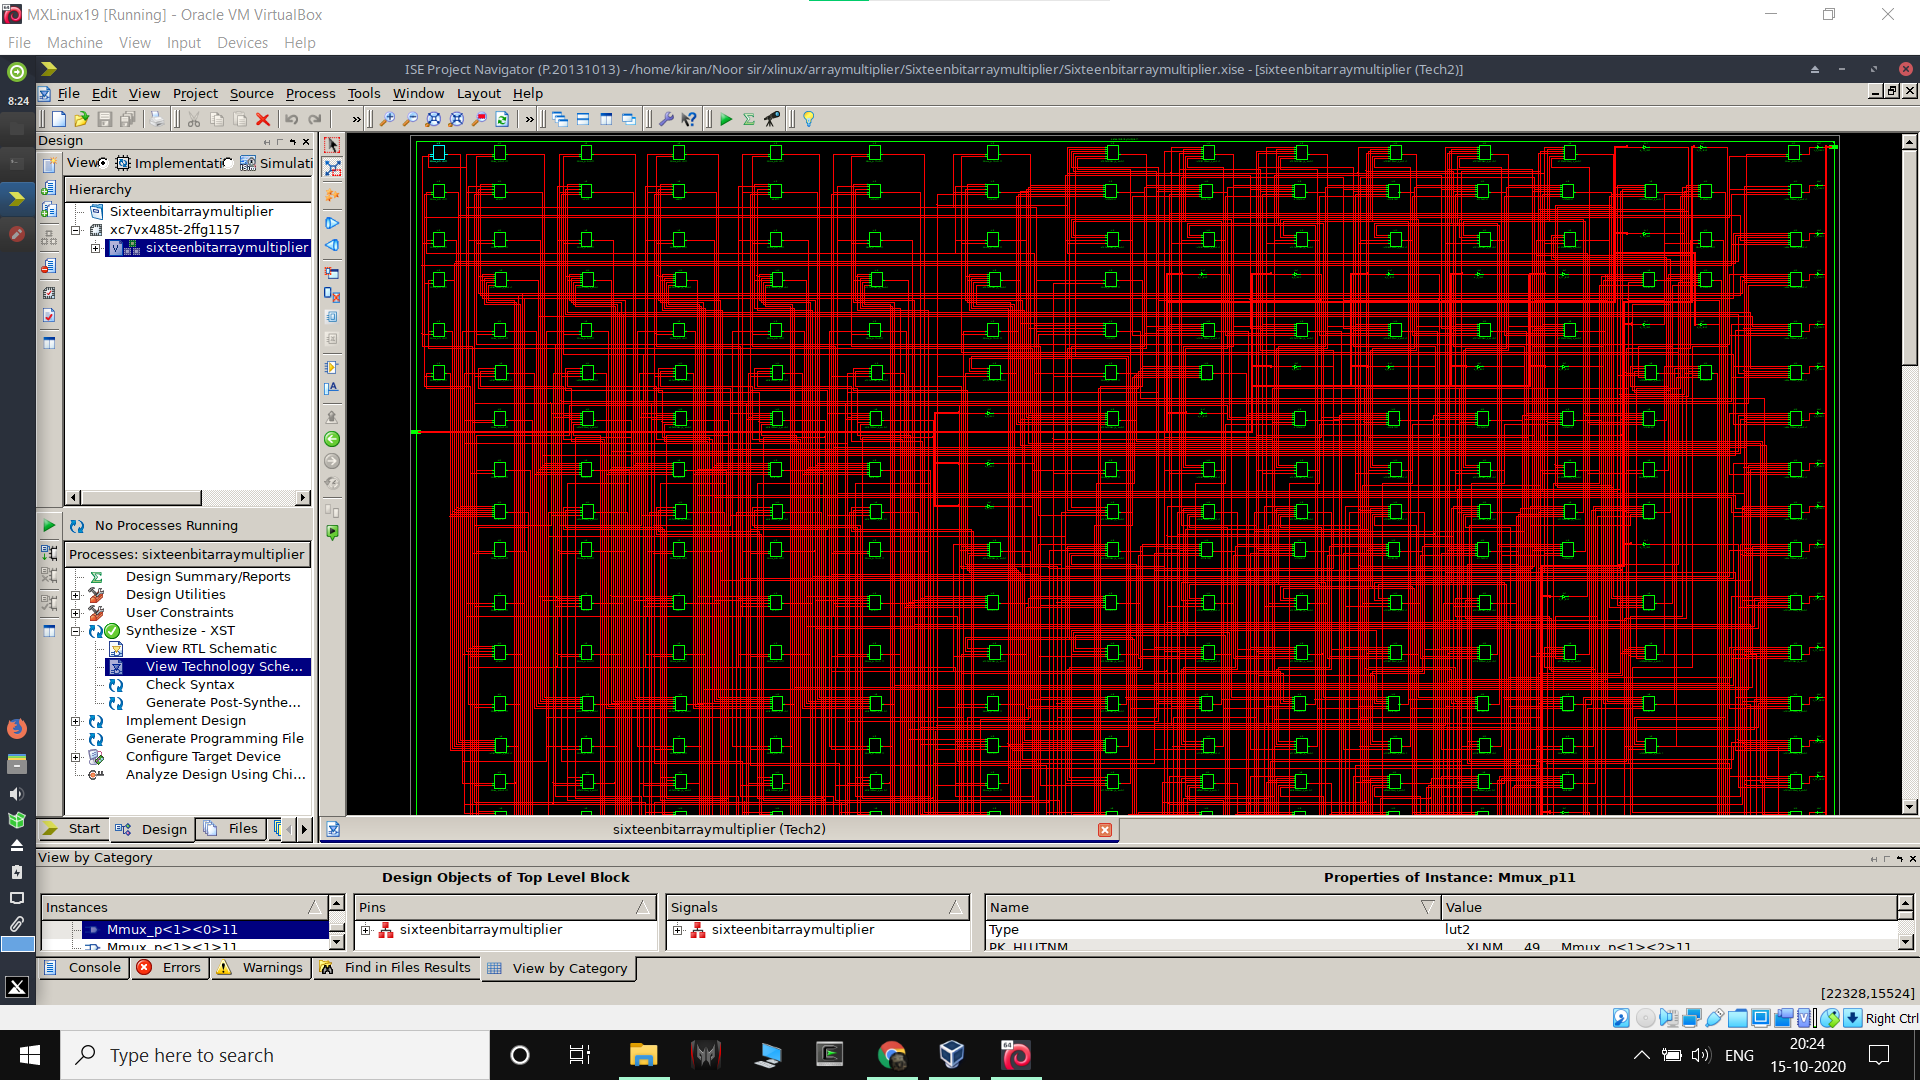 MXLinux19 [Running] - Oracle VM VirtualBox
File Machine View Input Devices Help
8:24
ISE Project Navigator (P.20131013) - /home/kiran/Noor sir/xlinux/arraymultiplier/Sixteenbitarraymultiplier/Sixteenbitarraymultiplier.xise - [sixteenbitarraymultiplier (Tech2)]
File Edit View Project Source Process Tools Window Layout Help
» »
Design
View: Implementati Simulati
Hierarchy
Sixteenbitarraymultiplier
xc7vx485t-2ffg1157
sixteenbitarraymultiplier
No Processes Running
Processes: sixteenbitarraymultiplier
Design Summary/Reports
Design Utilities
User Constraints
Synthesize - XST
View RTL Schematic
View Technology Sche...
Check Syntax
Generate Post-Synthe...
Implement Design
Generate Programming File
Configure Target Device
Analyze Design Using Chi...
Start Design Files
sixteenbitarraymultiplier (Tech2)
View by Category
Design Objects of Top Level Block
Properties of Instance: Mmux_p11
Instances Pins Signals Name Value
Mmux_p<1><0>11 sixteenbitarraymultiplier sixteenbitarraymultiplier Type lut2
Mmux_p<1><1>11 PK_HLUTNM XLNM 49 Mmux_p<1><2>11
Console Errors Warnings Find in Files Results View by Category
[22328,15524]
Right Ctrl
Type here to search
64
ENG
20:24
15-10-2020